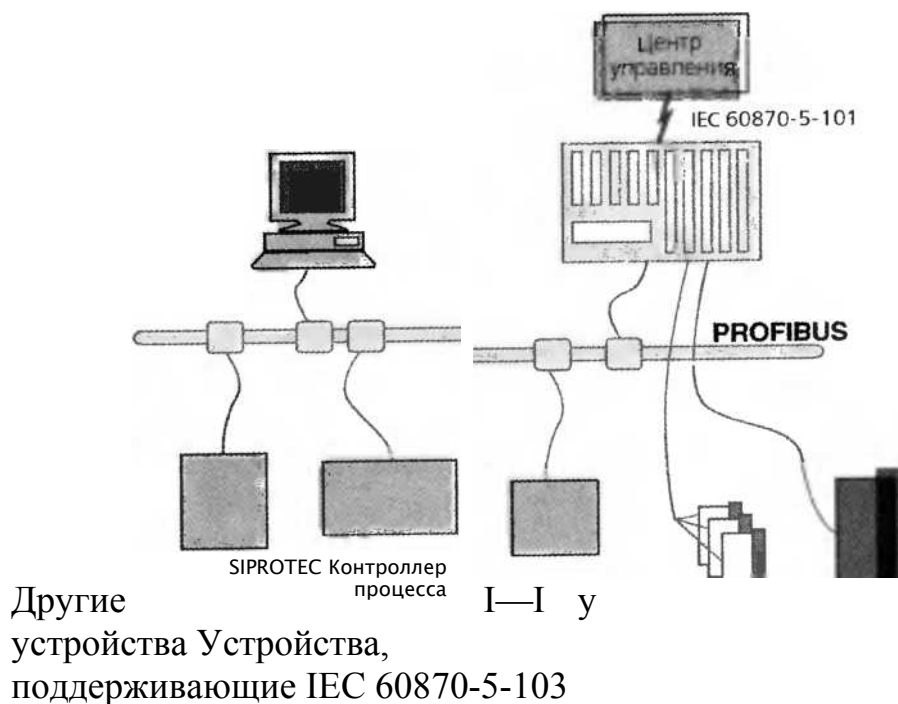 Центр
управления
IEC 60870-5-101
PROFIBUS
SIPROTEC Контроллер
процесса
Другие I—I у
устройства Устройства,
поддерживающие IEC 60870-5-103